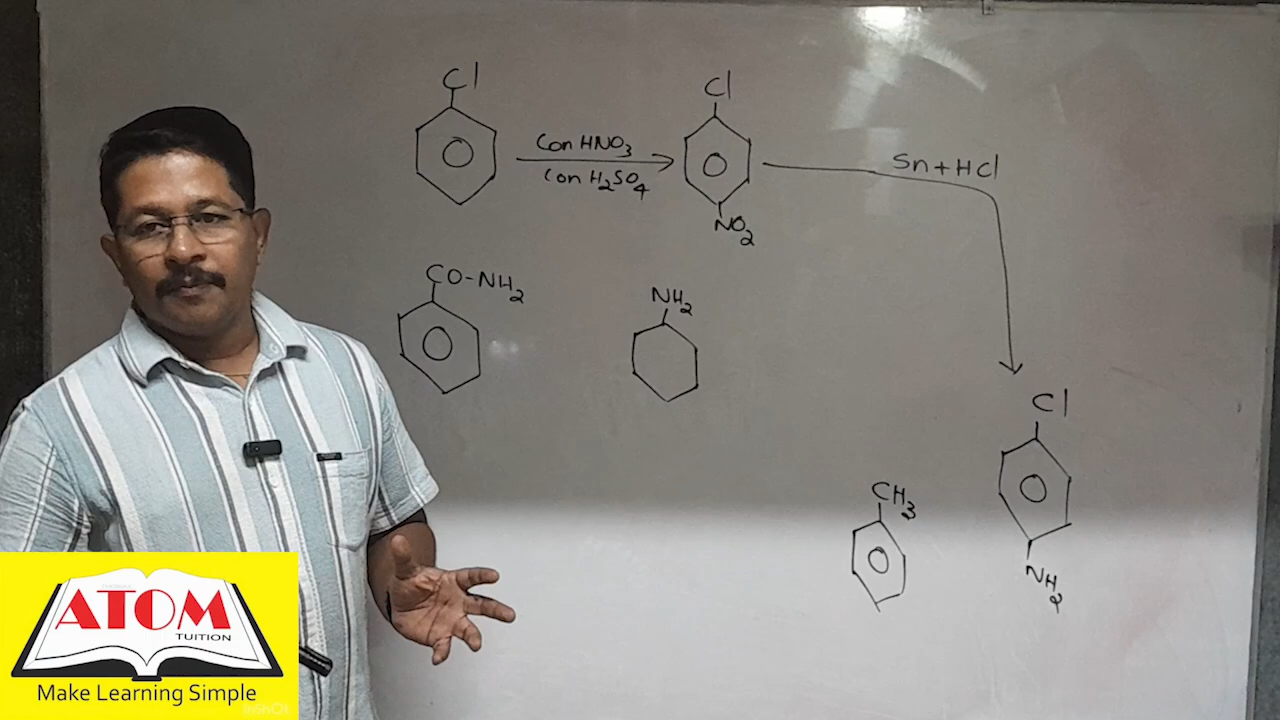 Cl
Con HNO3
Con H2SO4
Cl
NO2
Sn + HCl
CO-NH2
NH2
Cl
NH2
CH3
ATOM
TUITION
Make Learning Simple
InShOt